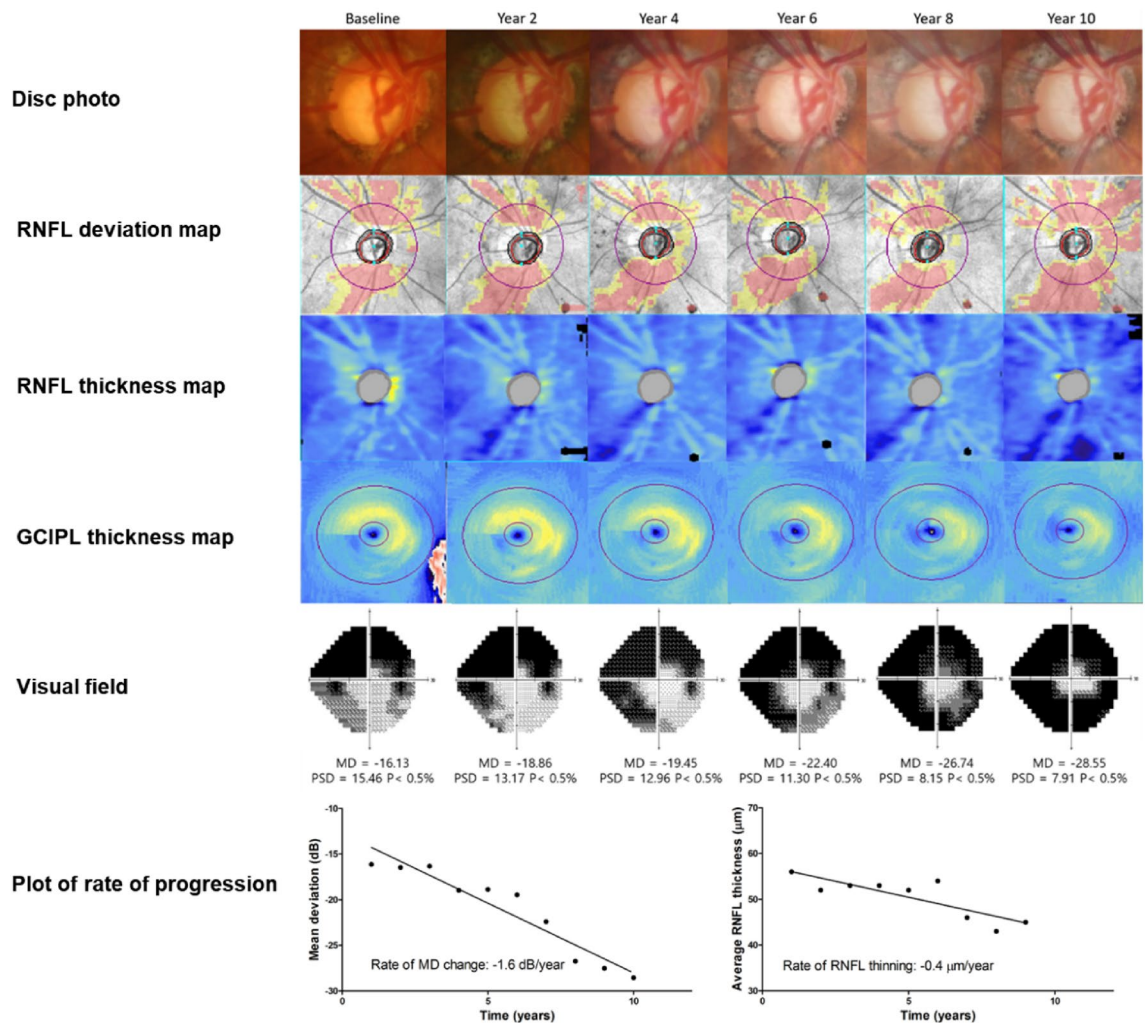 Baseline Year 2 Year 4 Year 6 Year 8 Year 10
Disc photo
RNFL deviation map
RNFL thickness map
GCIPL thickness map
Visual field
MD = -16.13 MD = -18.86 MD = -19.45 MD = -22.40 MD = -26.74 MD = -28.55
PSD = 15.46 P< 0.5% PSD = 13.17 P< 0.5% PSD = 12.96 P< 0.5% PSD = 11.30 P< 0.5% PSD = 8.15 P< 0.5% PSD = 7.91 P< 0.5%
Plot of rate of progression
Mean deviation (dB)
-10
-15
-20
-25
-30
0 5 10
Time (years)
Rate of MD change: -1.6 dB/year
Average RNFL thickness (μm)
70
60
50
40
30
0 5 10
Time (years)
Rate of RNFL thinning: -0.4 μm/year